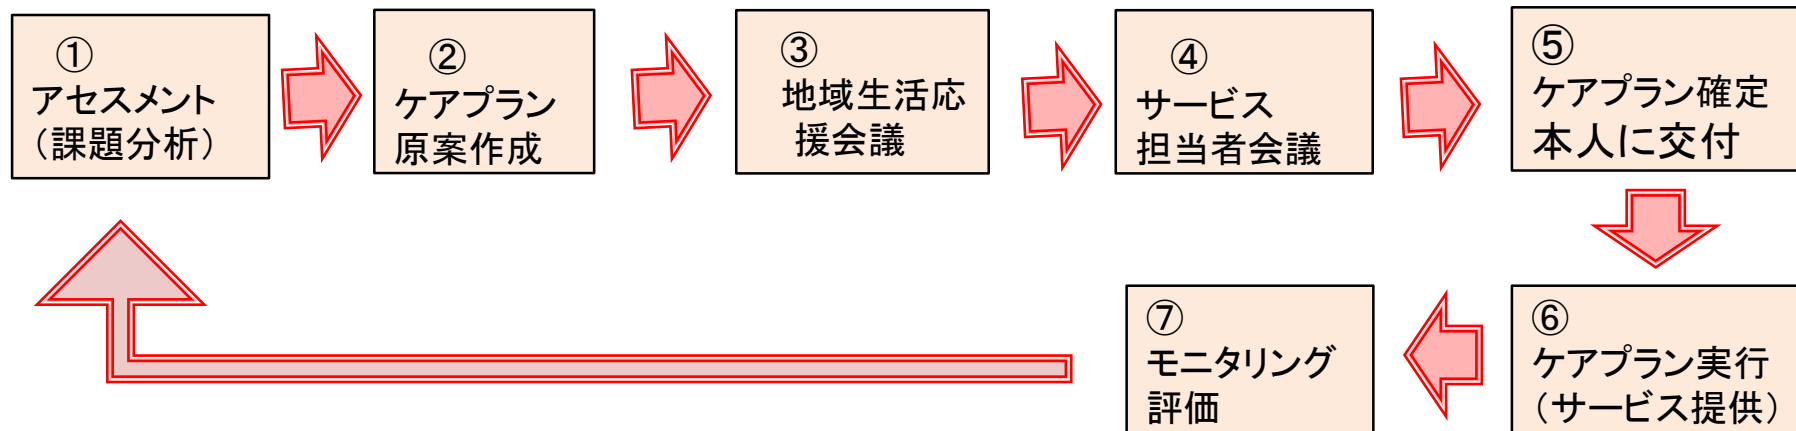 ①
アセスメント
（課題分析）
②
ケアプラン
原案作成
③
地域生活応
援会議
④
サービス
担当者会議
⑤
ケアプラン確定
本人に交付
⑥
ケアプラン実行
（サービス提供）
⑦
モニタリング
評価